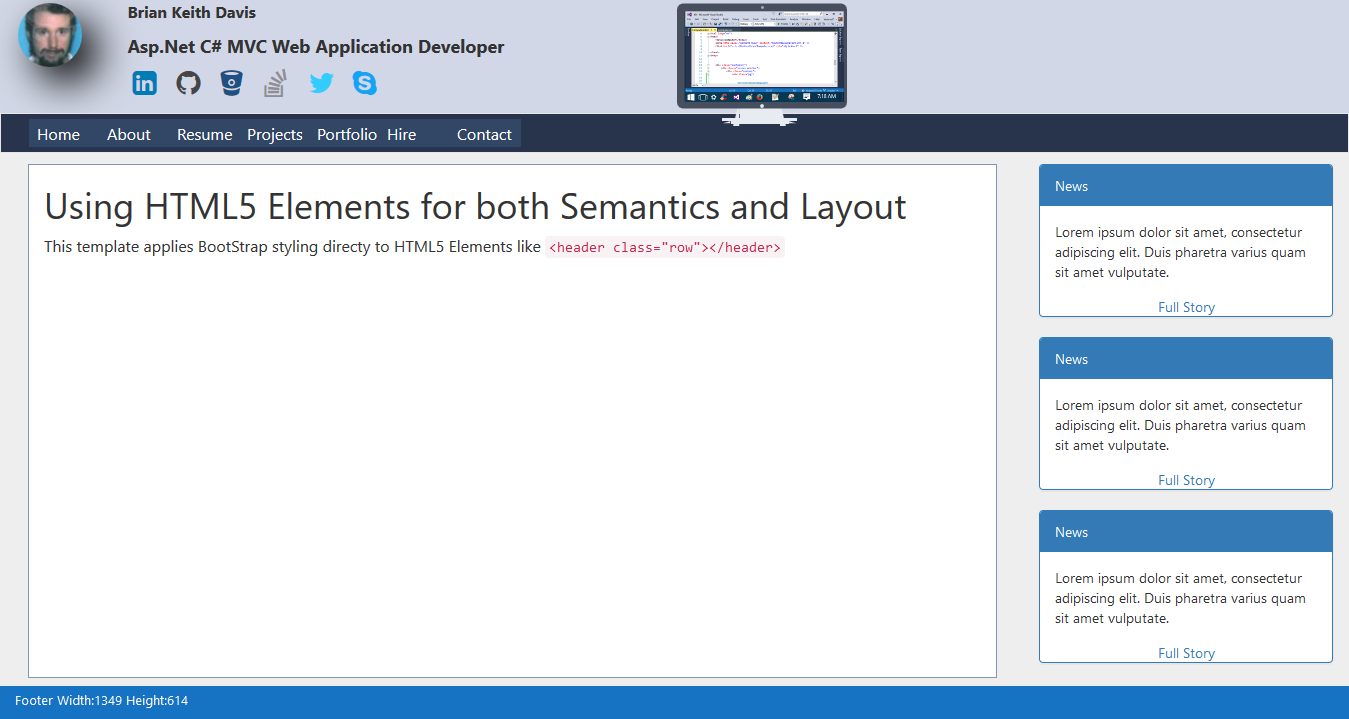 Brian Keith Davis
Asp.Net C# MVC Web Application Developer
7:18 AM
Home About Resume Projects Portfolio Hire Contact
Using HTML5 Elements for both Semantics and Layout
This template applies BootStrap styling directy to HTML5 Elements like <header class="row"></header>
News
Lorem ipsum dolor sit amet, consectetur
adipiscing elit. Duis pharetra varius quam
sit amet vulputate.
Full Story
News
Lorem ipsum dolor sit amet, consectetur
adipiscing elit. Duis pharetra varius quam
sit amet vulputate.
Full Story
News
Lorem ipsum dolor sit amet, consectetur
adipiscing elit. Duis pharetra varius quam
sit amet vulputate.
Full Story
Footer Width:1349 Height:614